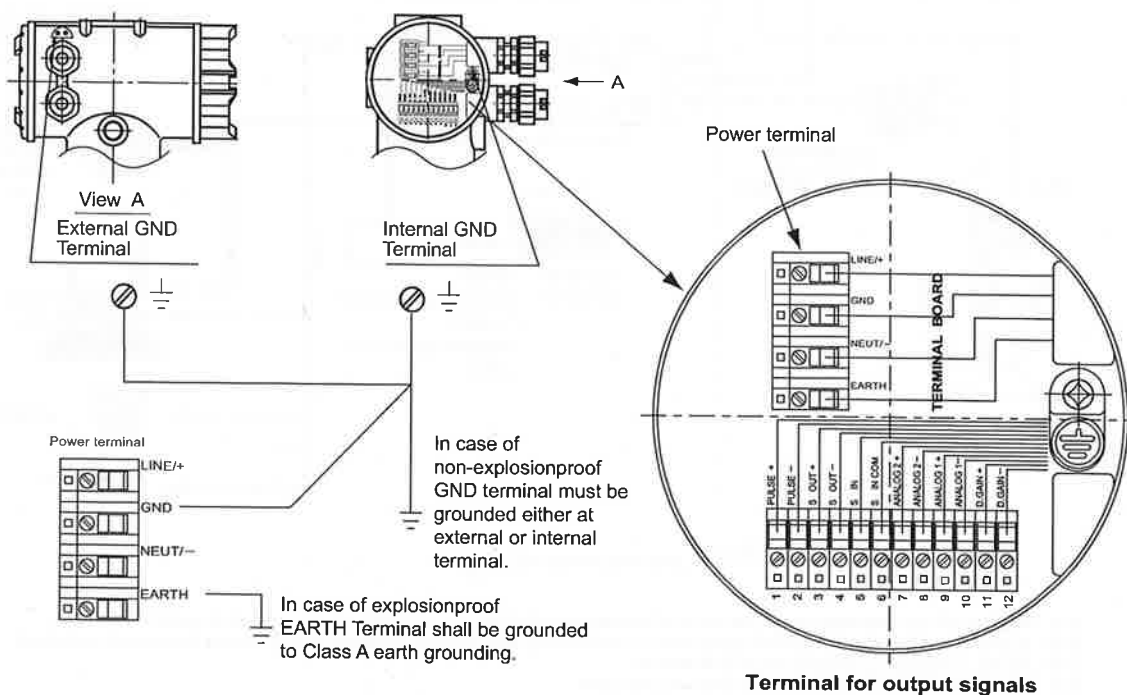 A
View A
External GND
Terminal
Internal GND
Terminal
Power terminal
LINE/+
GND
NEUT/−
EARTH
TERMINAL BOARD
Power terminal
LINE/+
GND
NEUT/−
EARTH
In case of
non-explosionproof
GND terminal must be
grounded either at
external or internal
terminal.
In case of explosionproof
EARTH Terminal shall be grounded
to Class A earth grounding.
PULSE +
PULSE −
S OUT +
S OUT −
S IN
S IN COM
ANALOG 2 +
ANALOG 2 −
ANALOG 1 +
ANALOG 1 −
D.GAIN +
D.GAIN −
1 2 3 4 5 6 7 8 9 10 11 12
Terminal for output signals